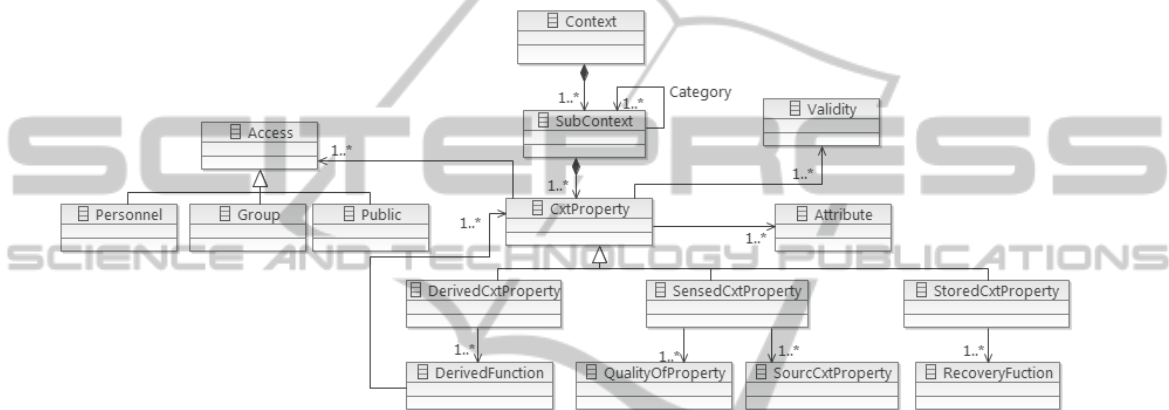 Context
1..*
1..*
Category
SubContext
Validity
Access
1..*
1..*
1..*
CxtProperty
Personnel
Group
Public
Attribute
1..*
1..*
DerivedCxtProperty
SensedCxtProperty
StoredCxtProperty
1..*
1..*
1..*
1..*
DerivedFunction
QualityOfProperty
SourcCxtProperty
RecoveryFuction
SCITEPRESS
SCIENCE AND TECHNOLOGY PUBLICATIONS